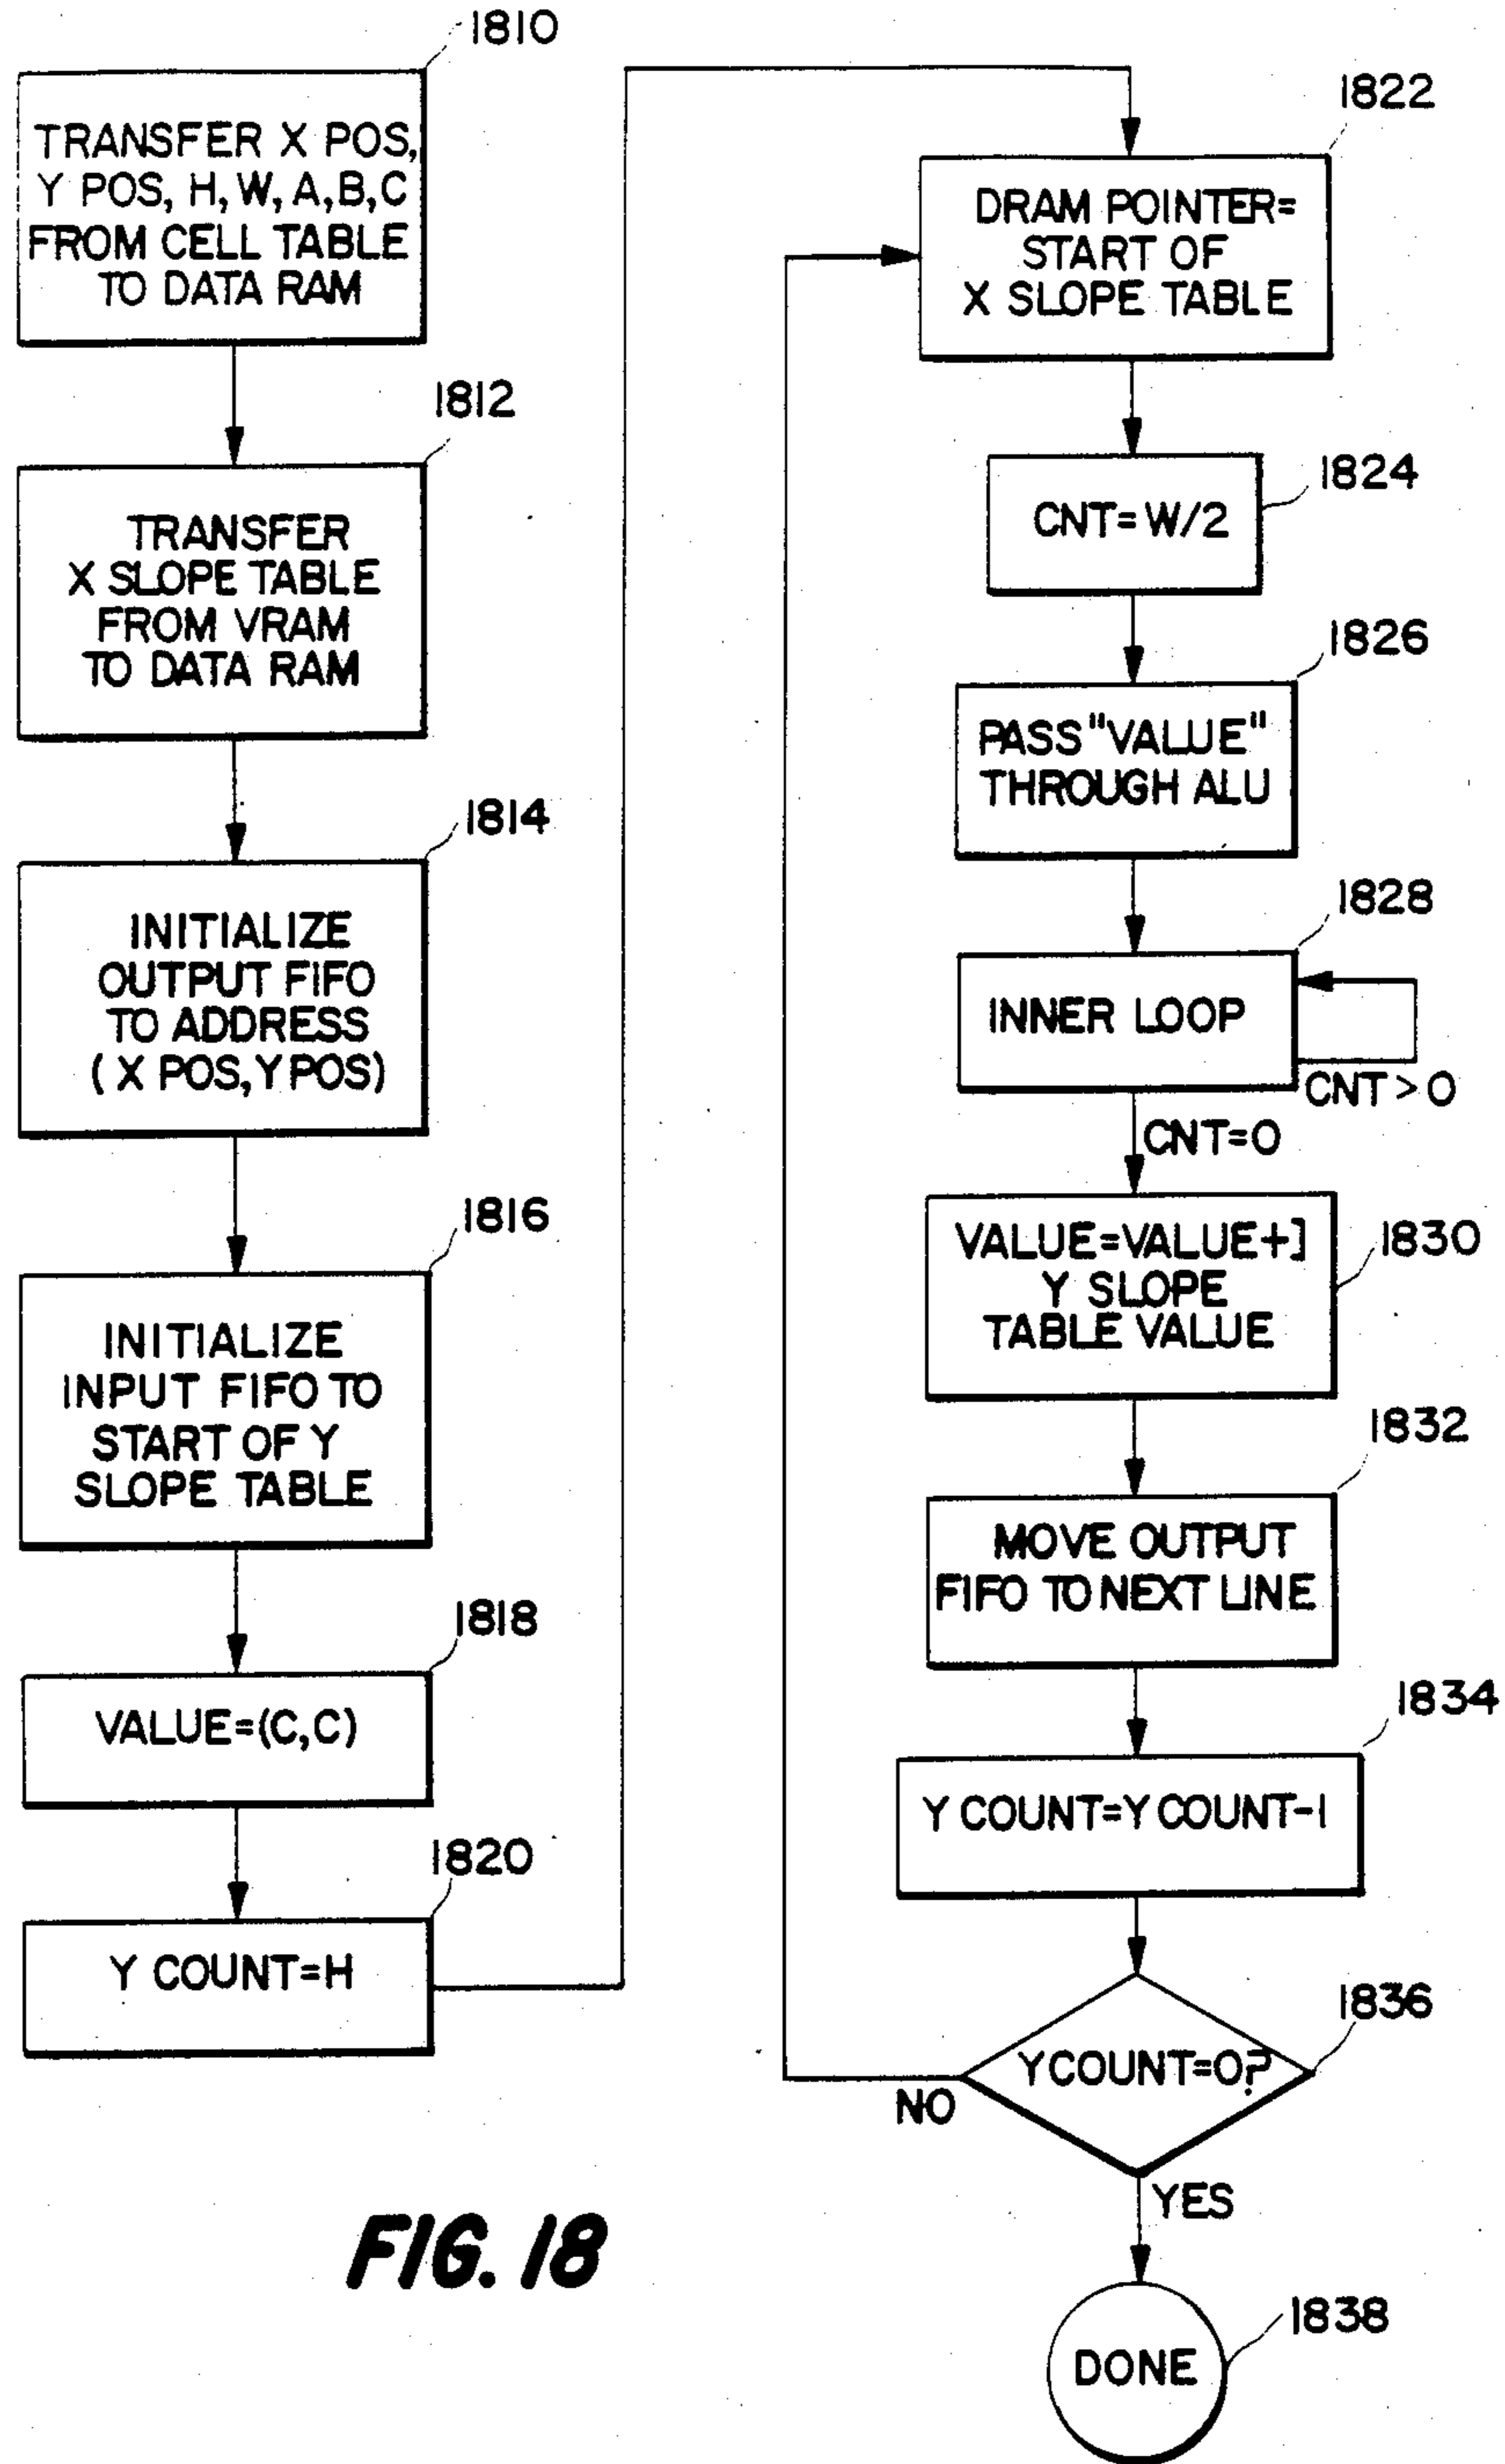 1810
TRANSFER X POS,
Y POS, H, W, A, B, C
FROM CELL TABLE
TO DATA RAM
1812
TRANSFER
X SLOPE TABLE
FROM VRAM
TO DATA RAM
1814
INITIALIZE
OUTPUT FIFO
TO ADDRESS
( X POS, Y POS)
1816
INITIALIZE
INPUT FIFO TO
START OF Y
SLOPE TABLE
1818
VALUE=(C,C)
1820
Y COUNT=H
1822
DRAM POINTER=
START OF
X SLOPE TABLE
1824
CNT=W/2
1826
PASS "VALUE"
THROUGH ALU
1828
INNER LOOP
CNT > 0
CNT=0
1830
VALUE=VALUE+]
Y SLOPE
TABLE VALUE
1832
MOVE OUTPUT
FIFO TO NEXT LINE
1834
Y COUNT=Y COUNT-1
1836
Y COUNT=0?
NO
YES
1838
DONE
FIG. 18